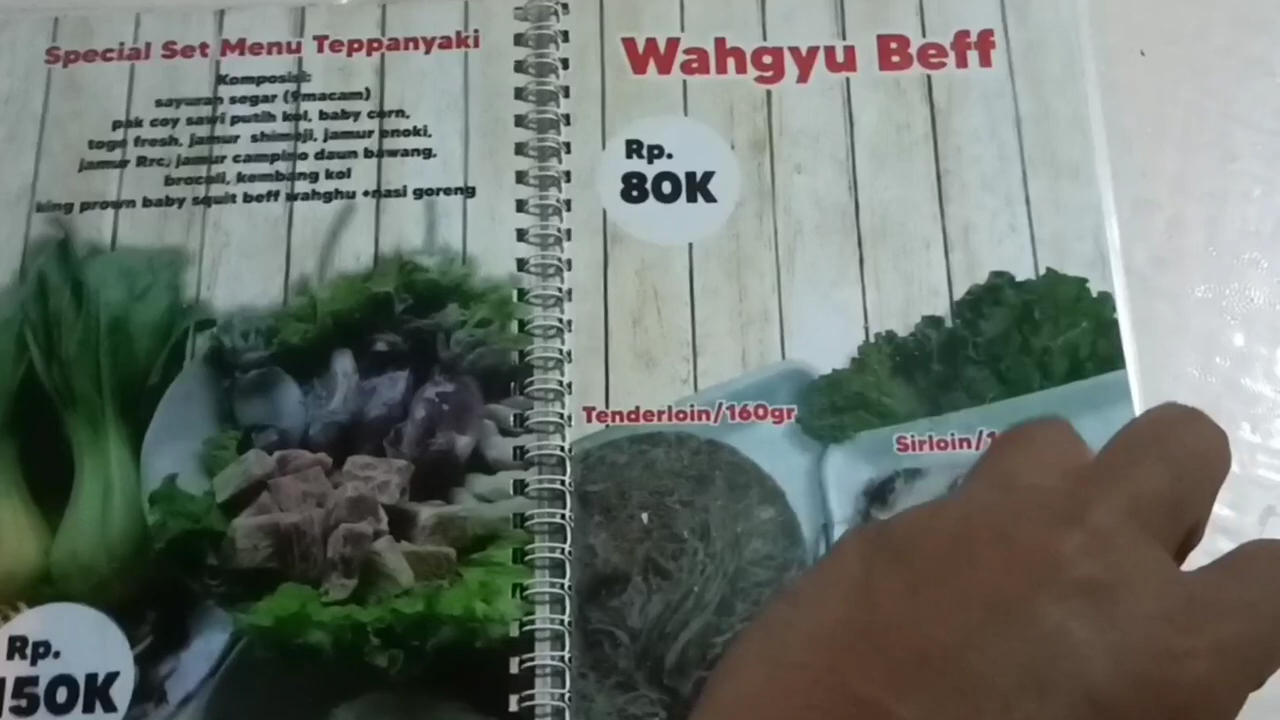 Special Set Menu Teppanyaki
Komposisi:
sayuran segar (9macam)
pak coy sawi putih kol, baby corn,
toge fresh, jamur shimeji, jamur enoki,
jamur Rrc, jamur campino daun bawang,
brocoli, kembang kol
king prown baby squit beff wahghu +nasi goreng
Rp.
150K
Wahgyu Beff
Rp.
80K
Tenderloin/160gr
Sirloin/1